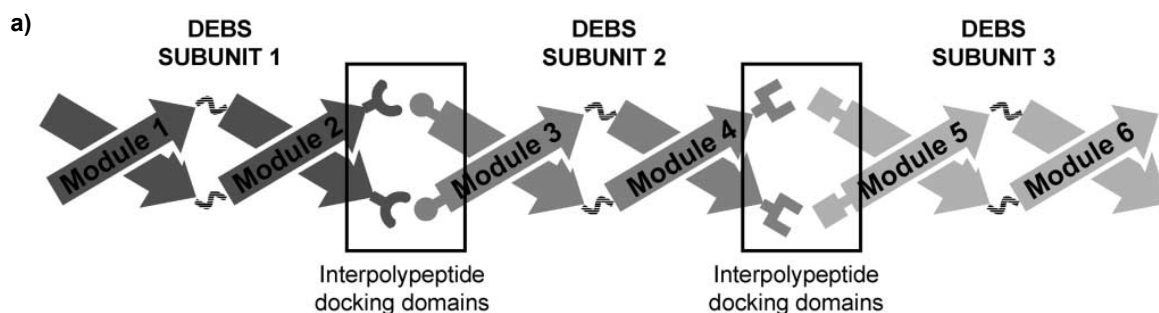 a)
DEBS
SUBUNIT 1
DEBS
SUBUNIT 2
DEBS
SUBUNIT 3
Module 1
Module 2
Module 3
Module 4
Module 5
Module 6
Interpolypeptide
docking domains
Interpolypeptide
docking domains